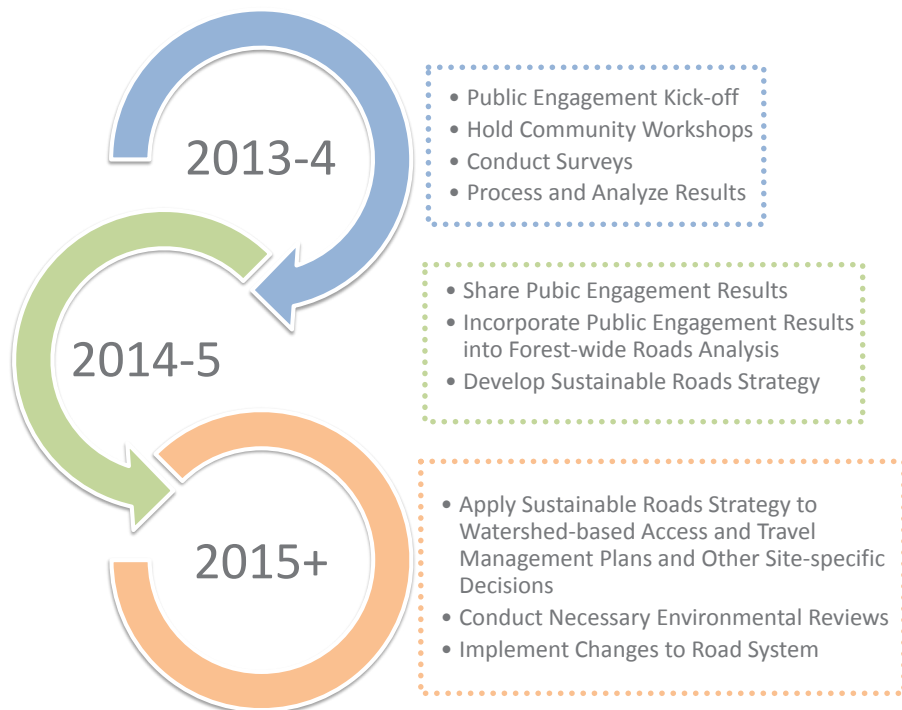 2013-4
• Public Engagement Kick-off
• Hold Community Workshops
• Conduct Surveys
• Process and Analyze Results
2014-5
• Share Pubic Engagement Results
• Incorporate Public Engagement Results
into Forest-wide Roads Analysis
• Develop Sustainable Roads Strategy
2015+
• Apply Sustainable Roads Strategy to
Watershed-based Access and Travel
Management Plans and Other Site-specific
Decisions
• Conduct Necessary Environmental Reviews
• Implement Changes to Road System